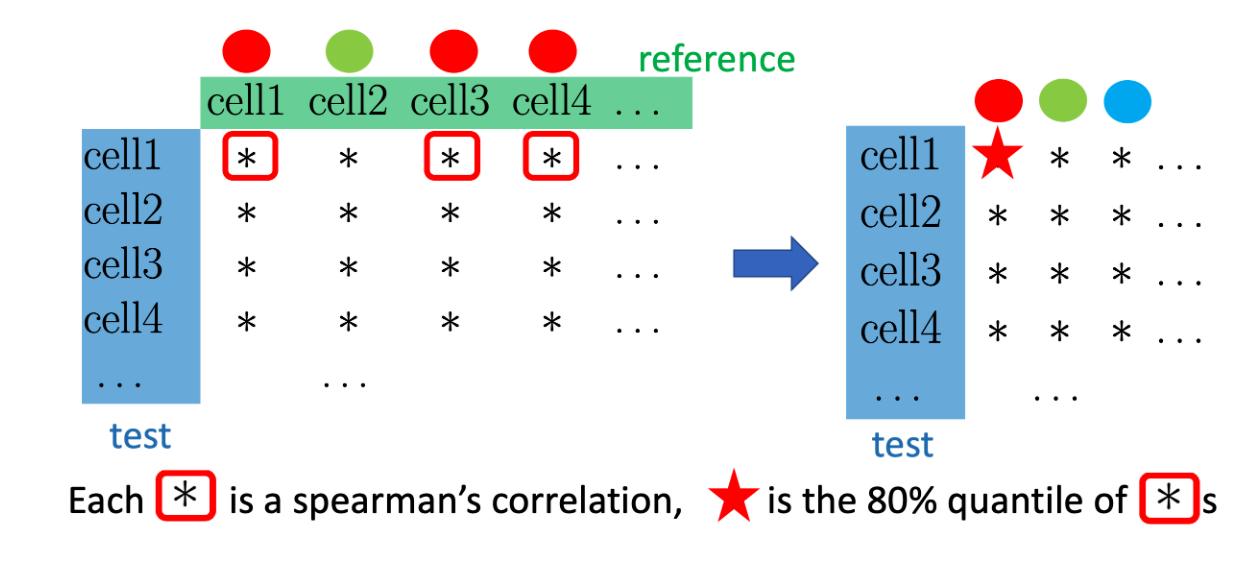 reference
cell1 cell2 cell3 cell4 ...
cell1 * * * * ...
cell2 * * * * ...
cell3 * * * * ...
cell4 * * * * ...
... ...
test
cell1 * * ...
cell2 * * * ...
cell3 * * * ...
cell4 * * * ...
... ...
test
Each * is a spearman's correlation, ★ is the 80% quantile of * s